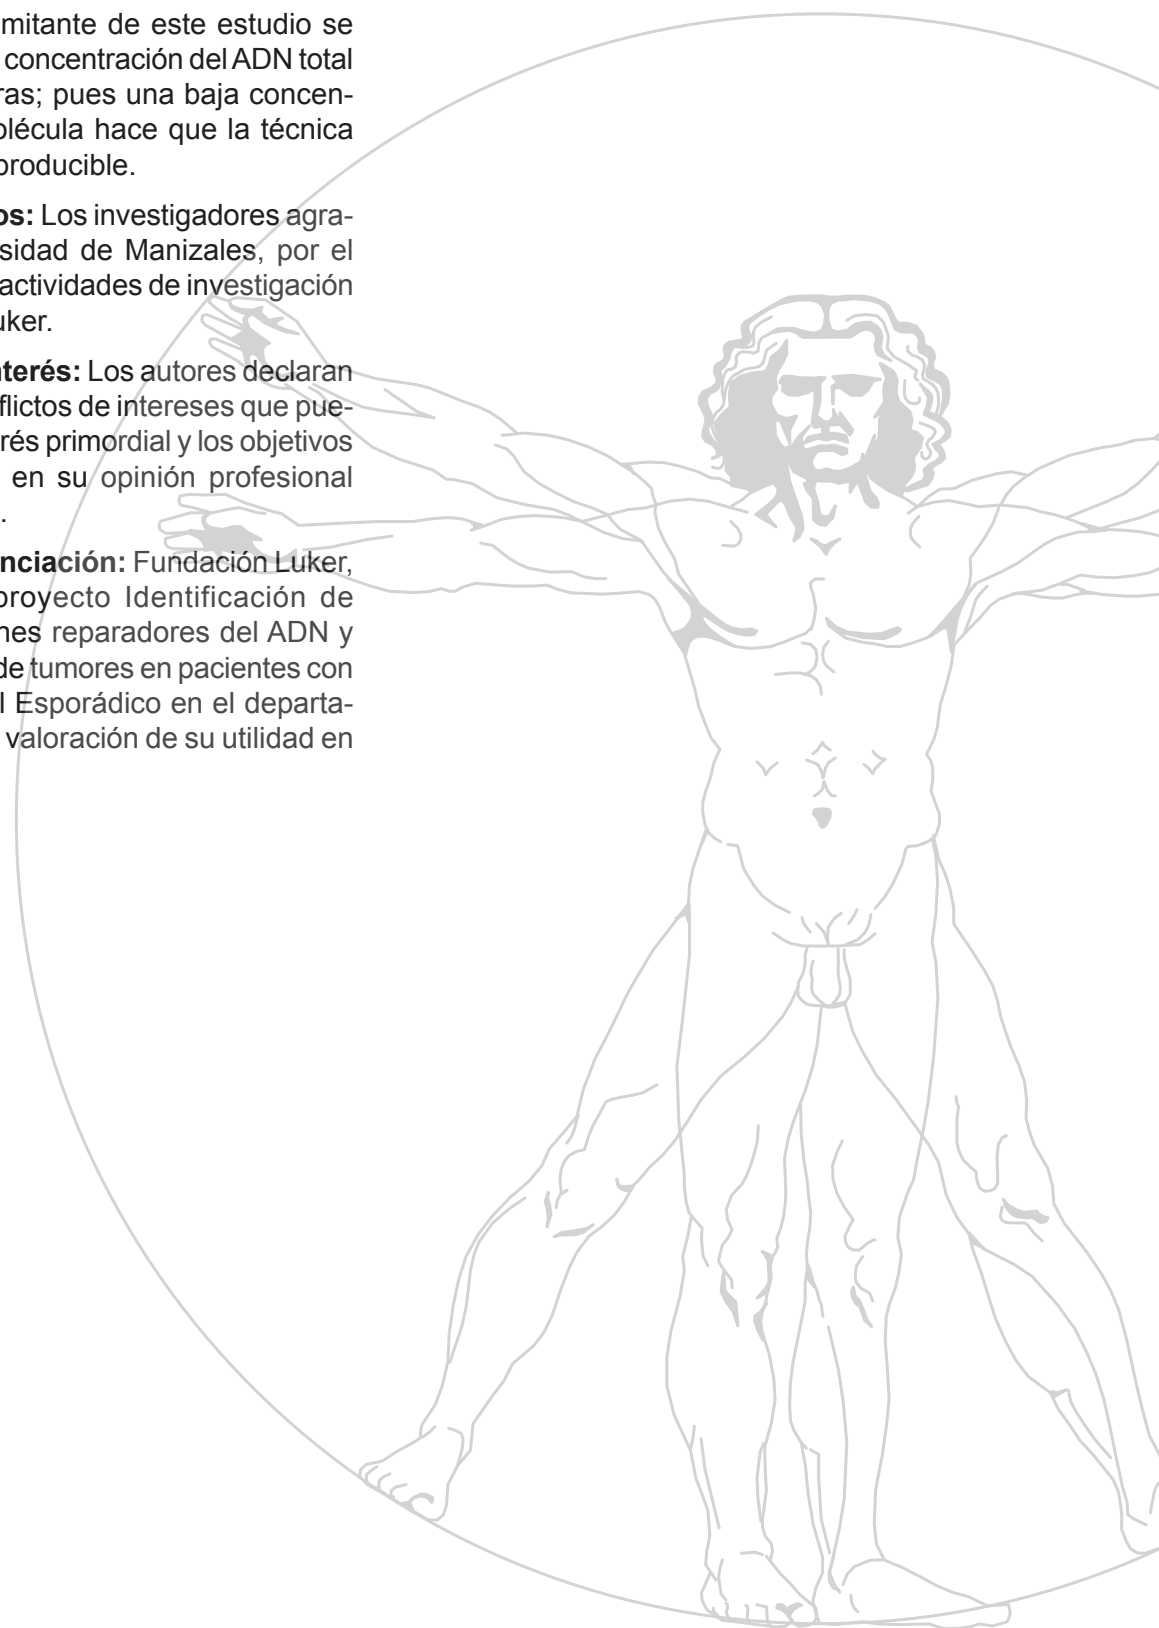 mitante de este estudio se
concentración del ADN total
ras; pues una baja concen-
olécula hace que la técnica
producible.
os: Los investigadores agra-
sidad de Manizales, por el
actividades de investigación
uker.
nterés: Los autores declaran
flictos de intereses que pue-
rés primordial y los objetivos
en su opinión profesional
.
nciación: Fundación Luker,
proyecto Identificación de
nes reparadores del ADN y
de tumores en pacientes con
l Esporádico en el departa-
valoración de su utilidad en